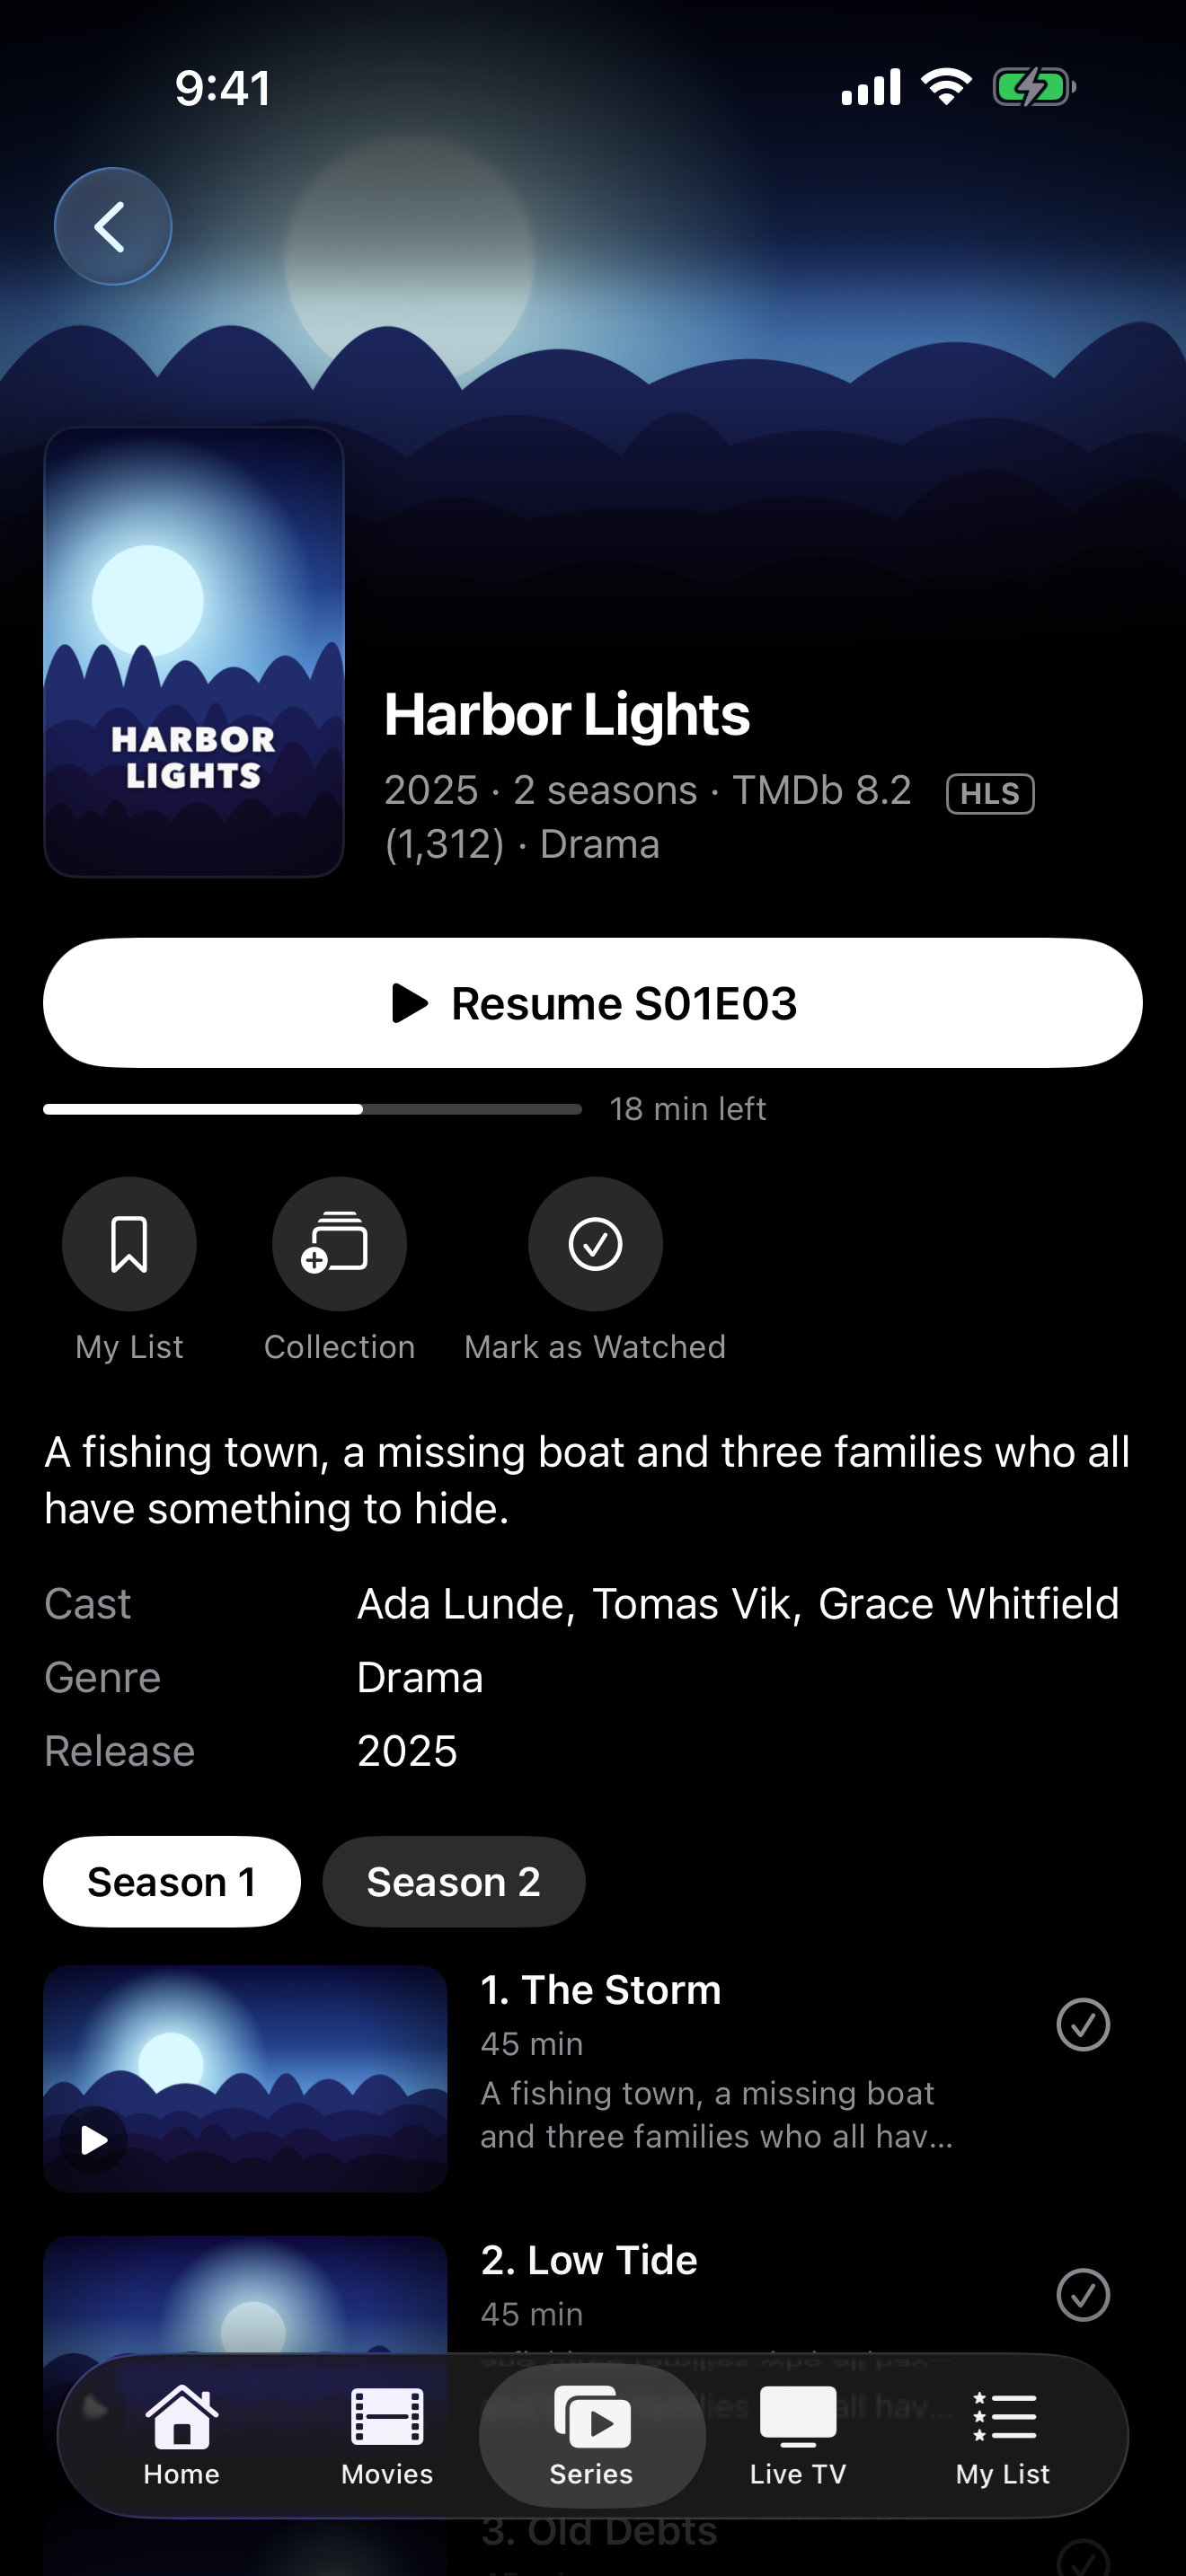 9:41
HARBOR
LIGHTS
Harbor Lights
2025 · 2 seasons · TMDb 8.2 HLS
(1,312) · Drama
Resume S01E03
18 min left
My List
Collection
Mark as Watched
A fishing town, a missing boat and three families who all
have something to hide.
Cast Ada Lunde, Tomas Vik, Grace Whitfield
Genre Drama
Release 2025
Season 1
Season 2
1. The Storm
45 min
A fishing town, a missing boat
and three families who all hav...
2. Low Tide
45 min
Home
Movies
Series
Live TV
My List
3. Old Debts